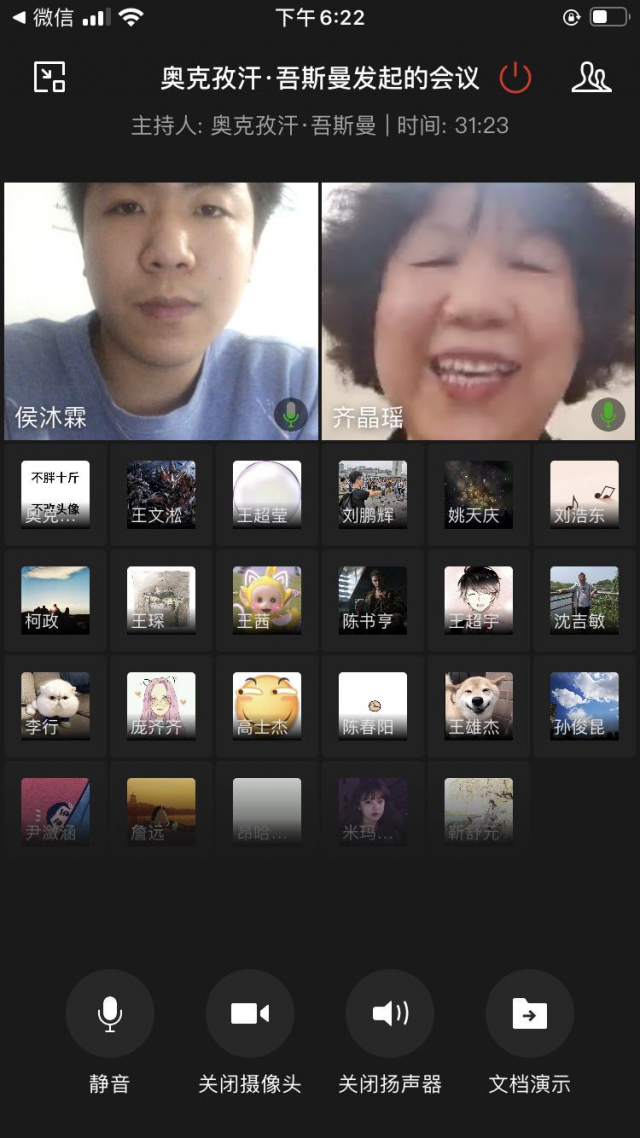 微信
下午6:22
奥克孜汗·吾斯曼发起的会议
主持人: 奥克孜汗·吾斯曼 | 时间: 31:23
侯沐霖
齐晶瑶
不胖十斤
不改头像
奥克...
王文淞
王超莹
刘鹏辉
姚天庆
刘浩东
柯政
王琛
王茜
陈书亨
王超宇
沈吉敏
李行
庞齐齐
高士杰
陈春阳
王雄杰
孙俊昆
尹潋涵
詹远
昂哈...
米玛...
靳舒元
静音
关闭摄像头
关闭扬声器
文档演示